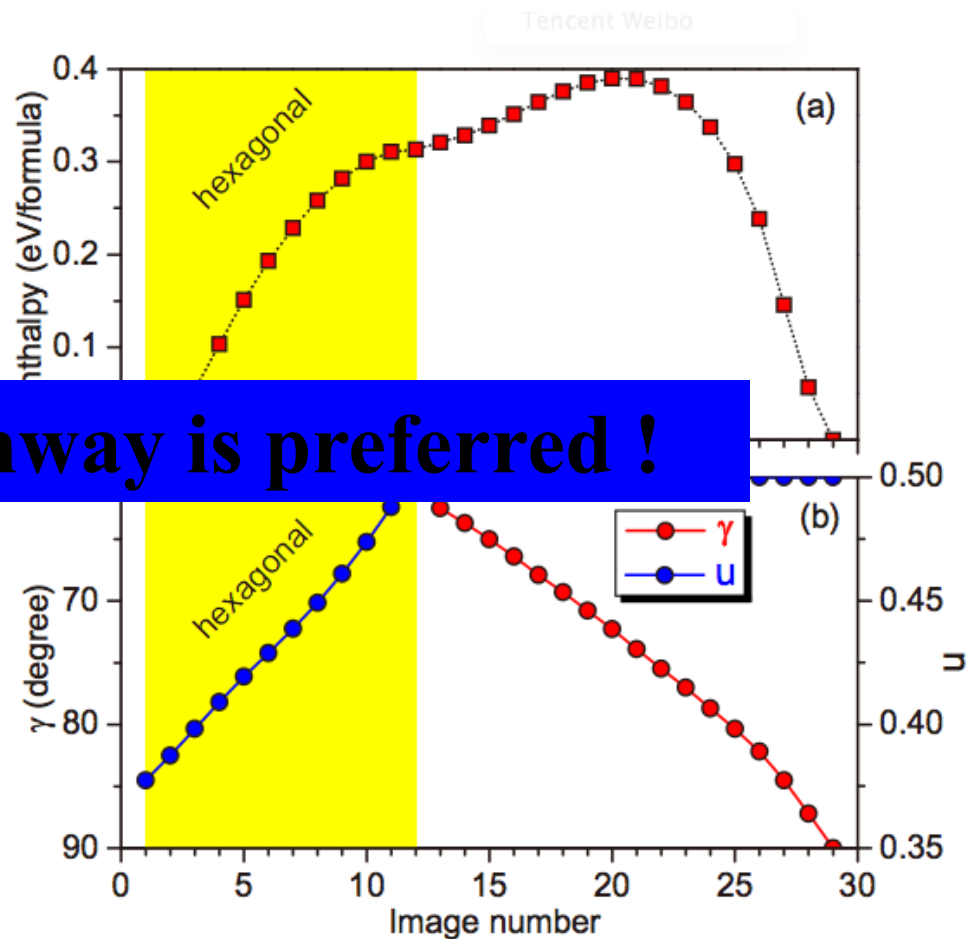 Tencent Weibo
0.4
(a)
hexagonal
0.3
0.2
0.1
nthalpy (eV/formula)
is preferred !
0.50
(b)
γ
u
hexagonal
70
0.45
γ (degree)
u
80
0.40
90
0.35
0 5 10 15 20 25 30
Image number